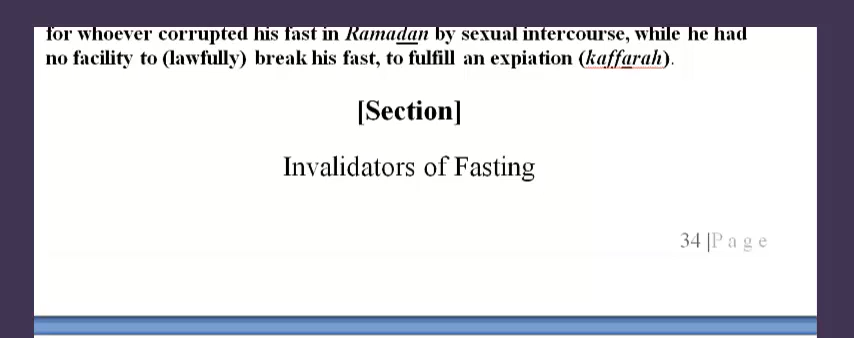 for whoever corrupted his fast in Ramadan by sexual intercourse, while he had
no facility to (lawfully) break his fast, to fulfill an expiation (kaffarah).
[Section]
Invalidators of Fasting
34 |P a g e